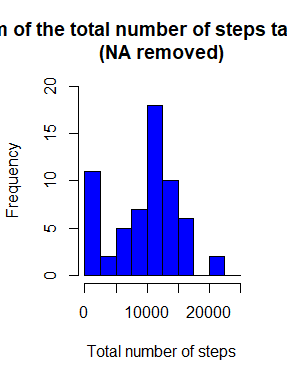 of the total number of steps
(NA removed)
20
15
Frequency
10
5
0
0 10000 20000
Total number of steps